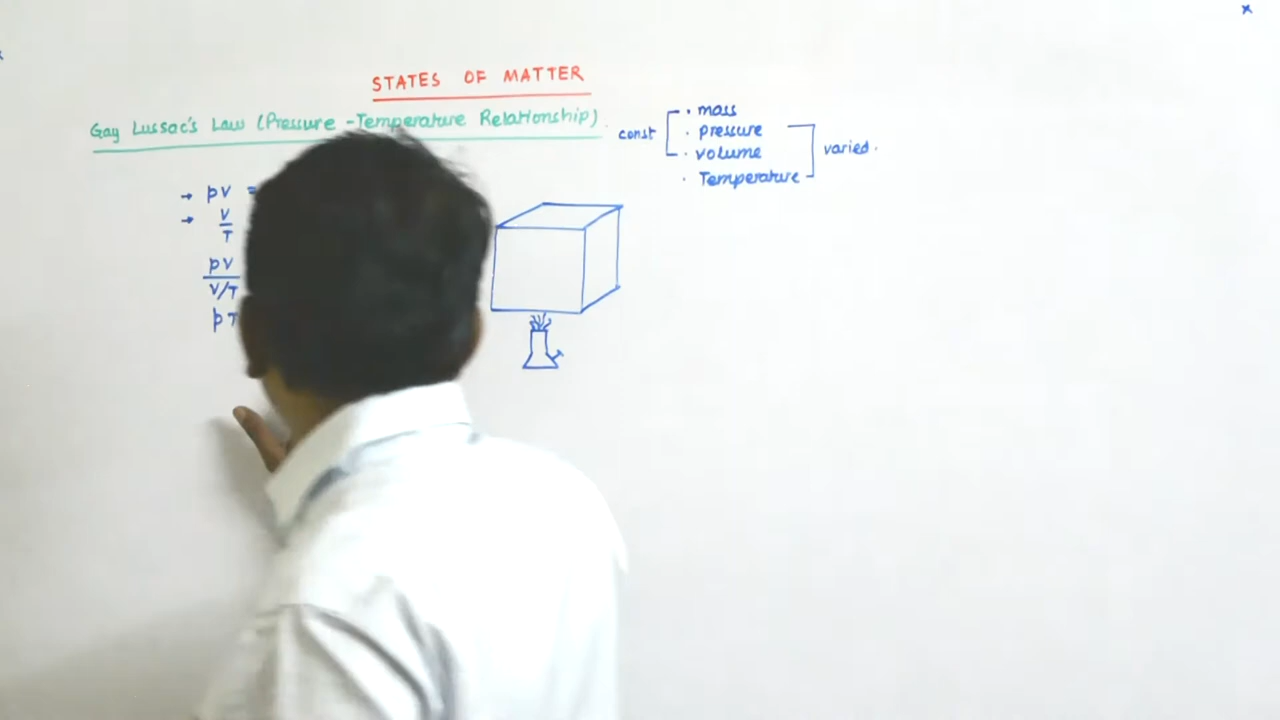 STATES OF MATTER
Gay Lussac's Law (Pressure - Temperature Relationship).
const
· mass
· pressure
· volume
· Temperature
varied.
→ PV =
→ V/T
PV
V/T
P T